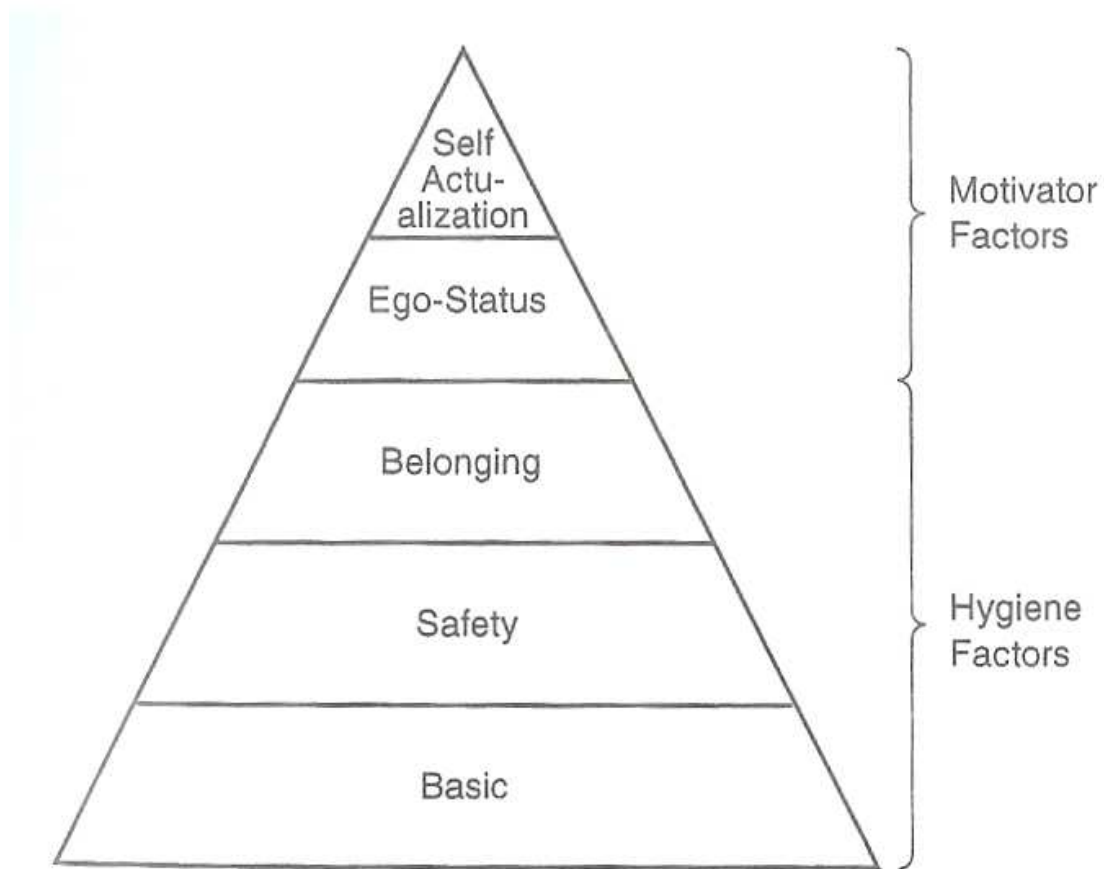 Self
Actu-
alization
Ego-Status
Belonging
Safety
Basic
Motivator
Factors
Hygiene
Factors